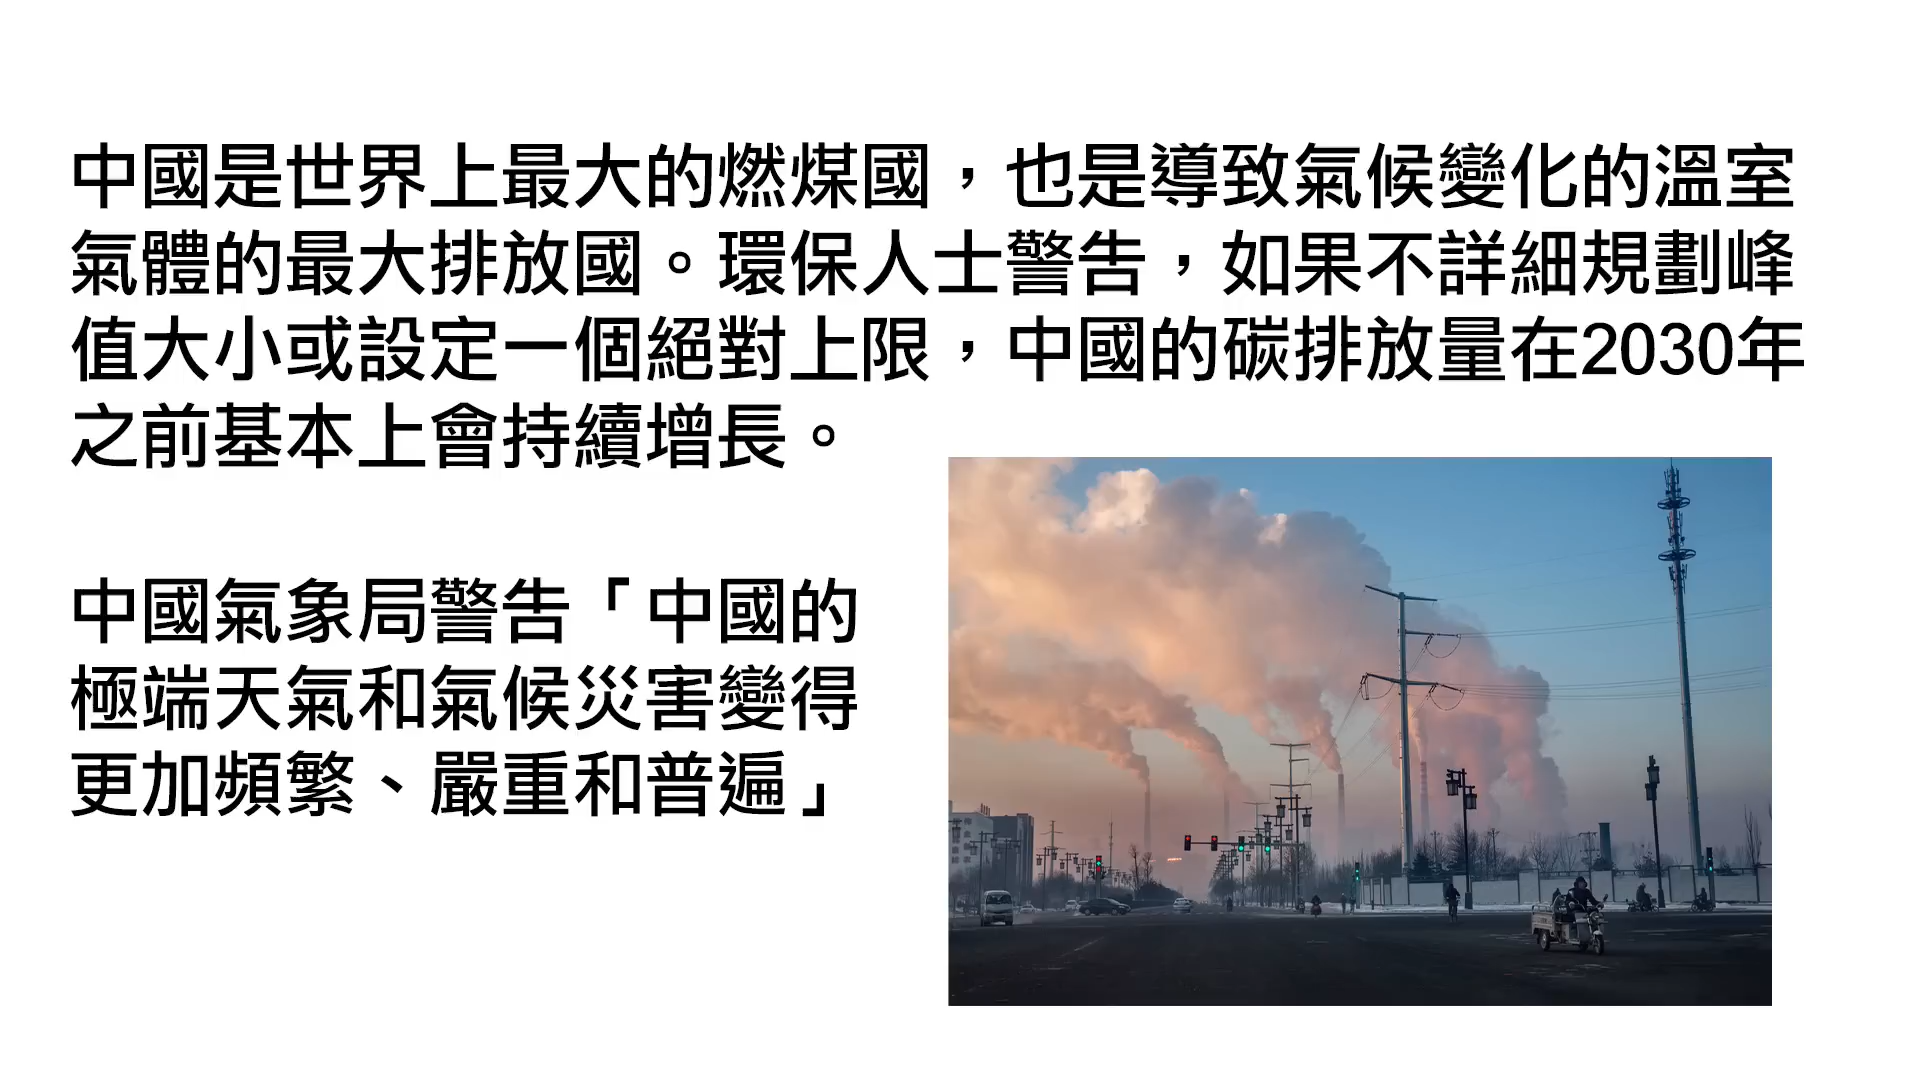 中國是世界上最大的燃煤國，也是導致氣候變化的溫室
氣體的最大排放國。環保人士警告，如果不詳細規劃峰
值大小或設定一個絕對上限，中國的碳排放量在2030年
之前基本上會持續增長。
中國氣象局警告「中國的
極端天氣和氣候災害變得
更加頻繁、嚴重和普遍」